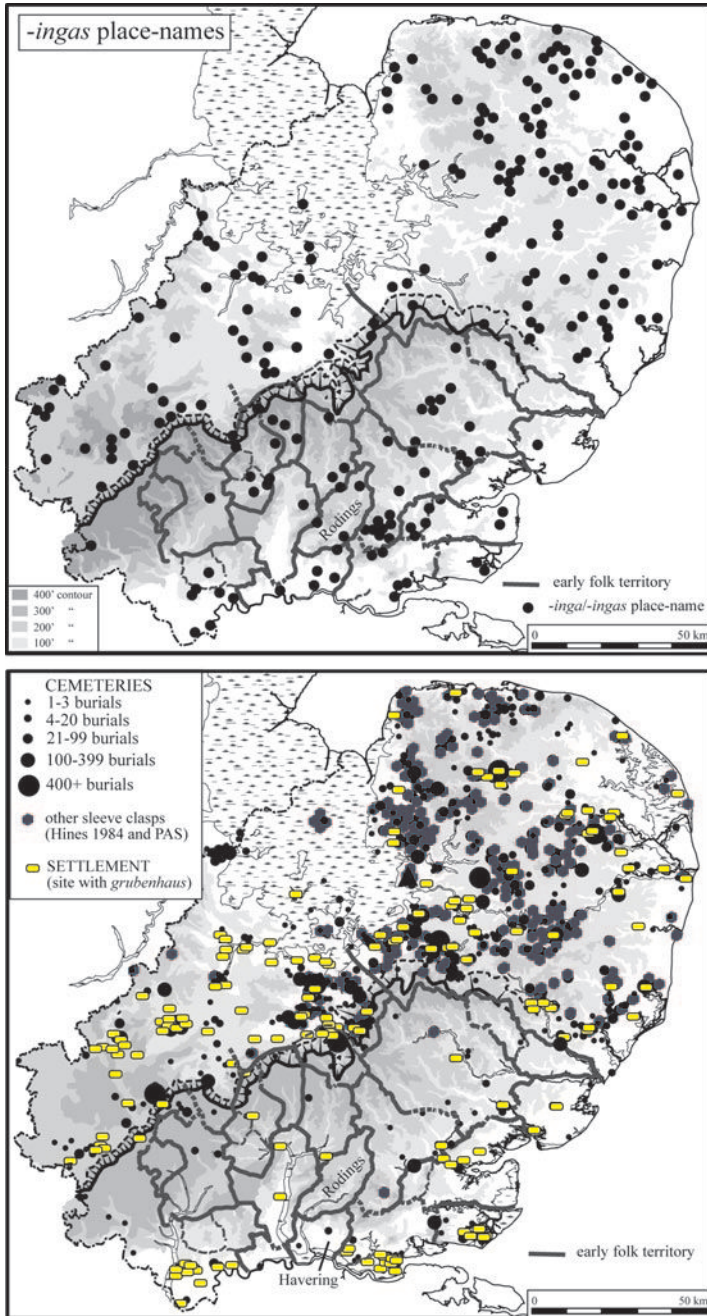 -ingas place-names
Rodings
400' contour
300' “
200' “
100' “
early folk territory
-inga/-ingas place-name
0 50 km
CEMETERIES
1-3 burials
4-20 burials
21-99 burials
100-399 burials
400+ burials
other sleeve clasps
(Hines 1984 and PAS)
SETTLEMENT
(site with grubenhaus)
Rodings
Havering
early folk territory
0 50 km